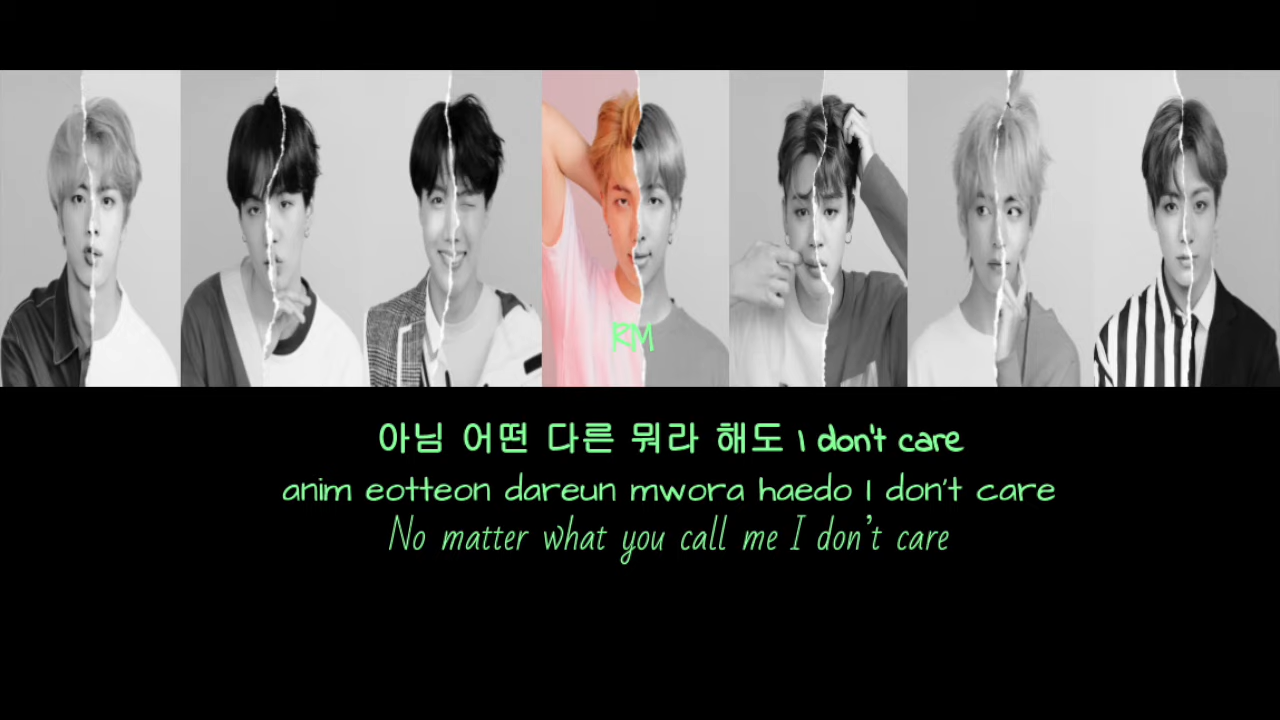 RM
아님 어떤 다른 뭐라 해도 I don't care
anim eotteon dareun mwora haedo I don't care
No matter what you call me I don't care